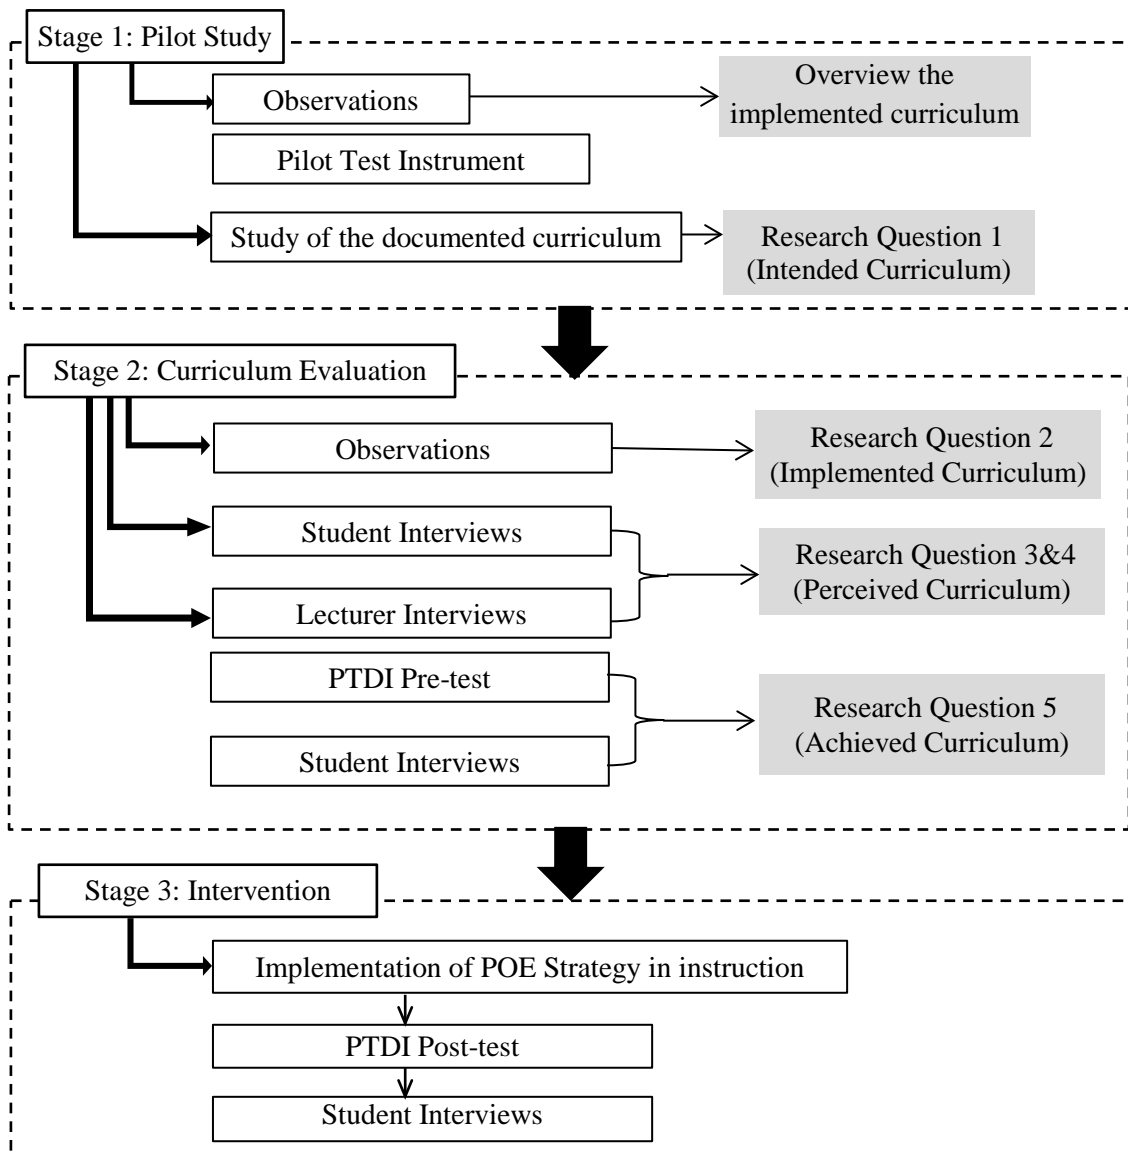 Stage 1: Pilot Study
Observations
Overview the
implemented curriculum
Pilot Test Instrument
Study of the documented curriculum
Research Question 1
(Intended Curriculum)
Stage 2: Curriculum Evaluation
Observations
Research Question 2
(Implemented Curriculum)
Student Interviews
Lecturer Interviews
Research Question 3&4
(Perceived Curriculum)
PTDI Pre-test
Student Interviews
Research Question 5
(Achieved Curriculum)
Stage 3: Intervention
Implementation of POE Strategy in instruction
PTDI Post-test
Student Interviews